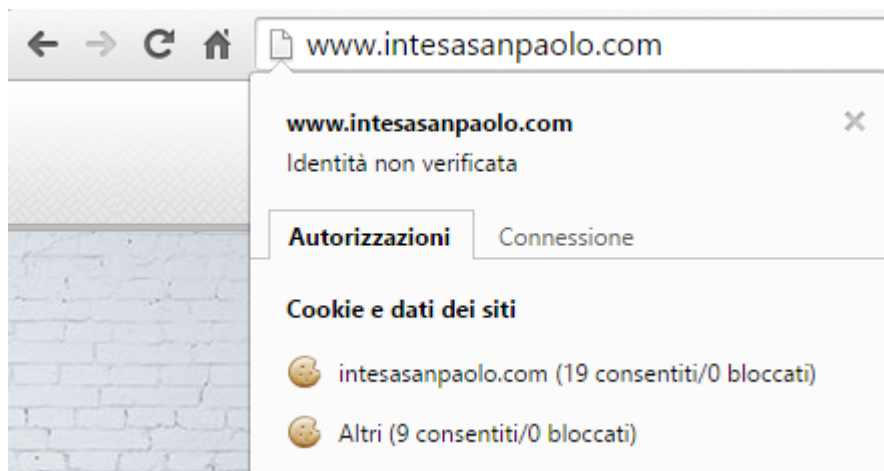 www.intesasanpaolo.com
www.intesasanpaolo.com
Identità non verificata
Autorizzazioni Connessione
Cookie e dati dei siti
intesasanpaolo.com (19 consentiti/0 bloccati)
Altri (9 consentiti/0 bloccati)